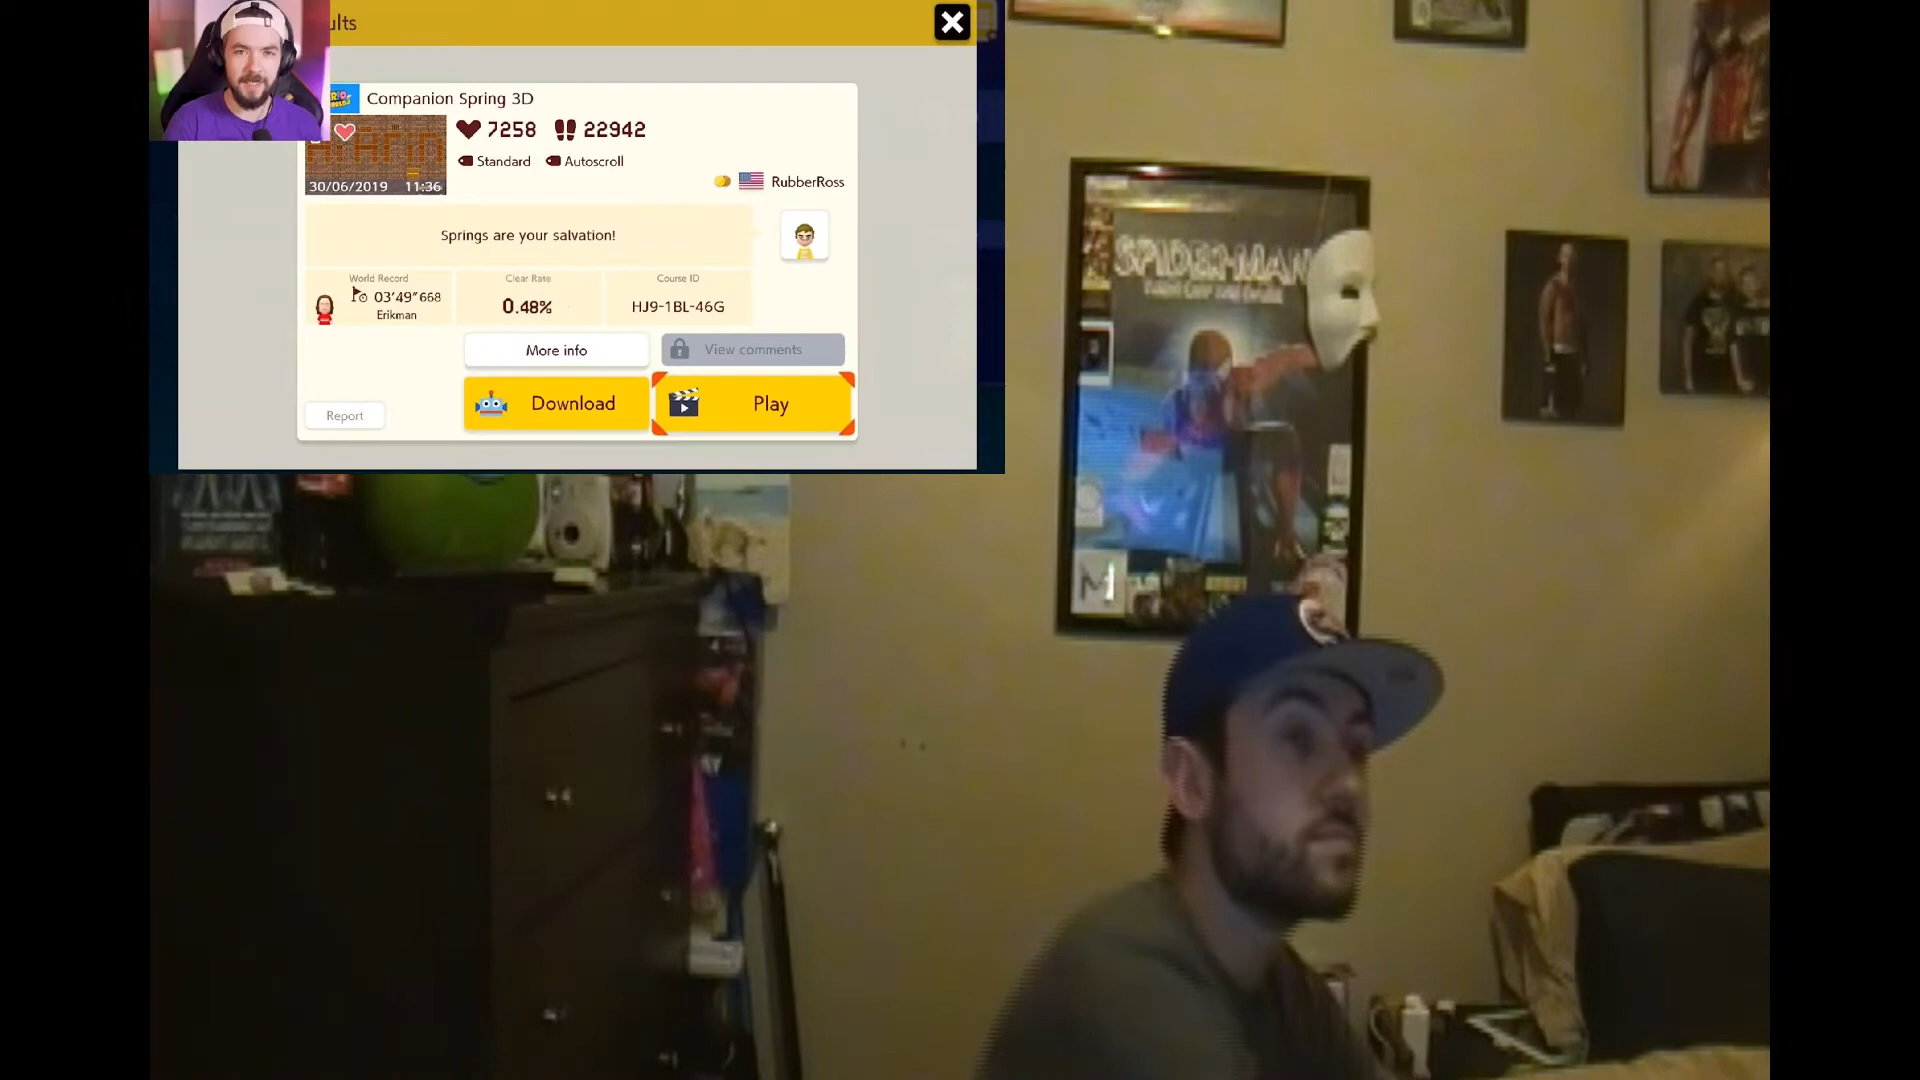 ults
Companion Spring 3D
7258 22942
Standard Autoscroll
30/06/2019 11:36
RubberRoss
Springs are your salvation!
World Record
03'49"668
Erikman
Clear Rate
0.48%
Course ID
HJ9-1BL-46G
More info
View comments
Report
Download
Play
SPIDER-MAN